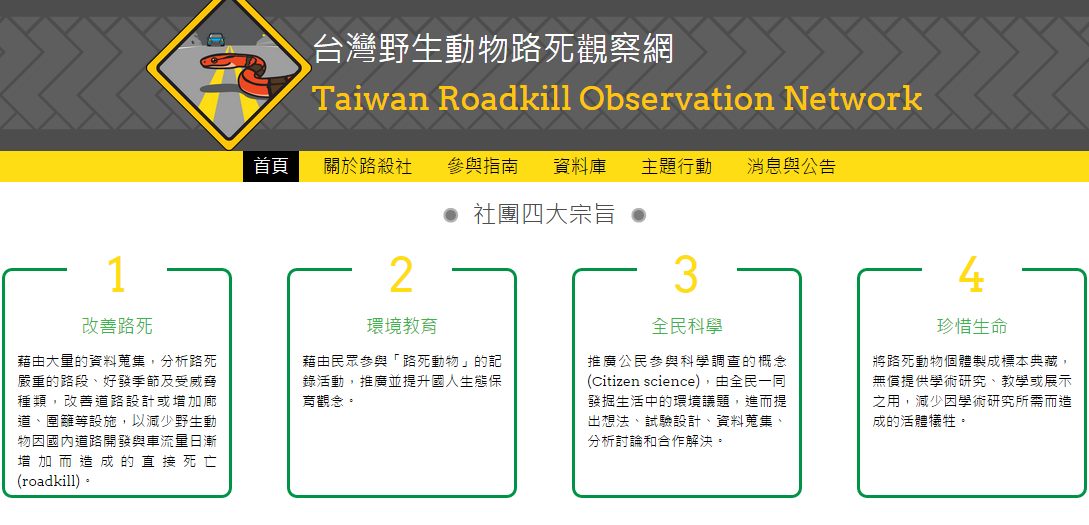 台灣野生動物路死觀察網
Taiwan Roadkill Observation Network
首頁 關於路殺社 參與指南 資料庫 主題行動 消息與公告
社團四大宗旨
1
改善路死
藉由大量的資料蒐集，分析路死
嚴重的路段、好發季節及受威脅
種類，改善道路設計或增加廊
道、圍籬等設施，以減少野生動
物因國內道路開發與車流量日漸
增加而造成的直接死亡
(roadkill)。
2
環境教育
藉由民眾參與「路死動物」的記
錄活動，推廣並提升國人生態保
育觀念。
3
全民科學
推廣公民參與科學調查的概念
(Citizen science)，由全民一同
發掘生活中的環境議題，進而提
出想法、試驗設計、資料蒐集、
分析討論和合作解決。
4
珍惜生命
將路死動物個體製成標本典藏，
無償提供學術研究、教學或展示
之用，減少因學術研究所需而造
成的活體犧牲。